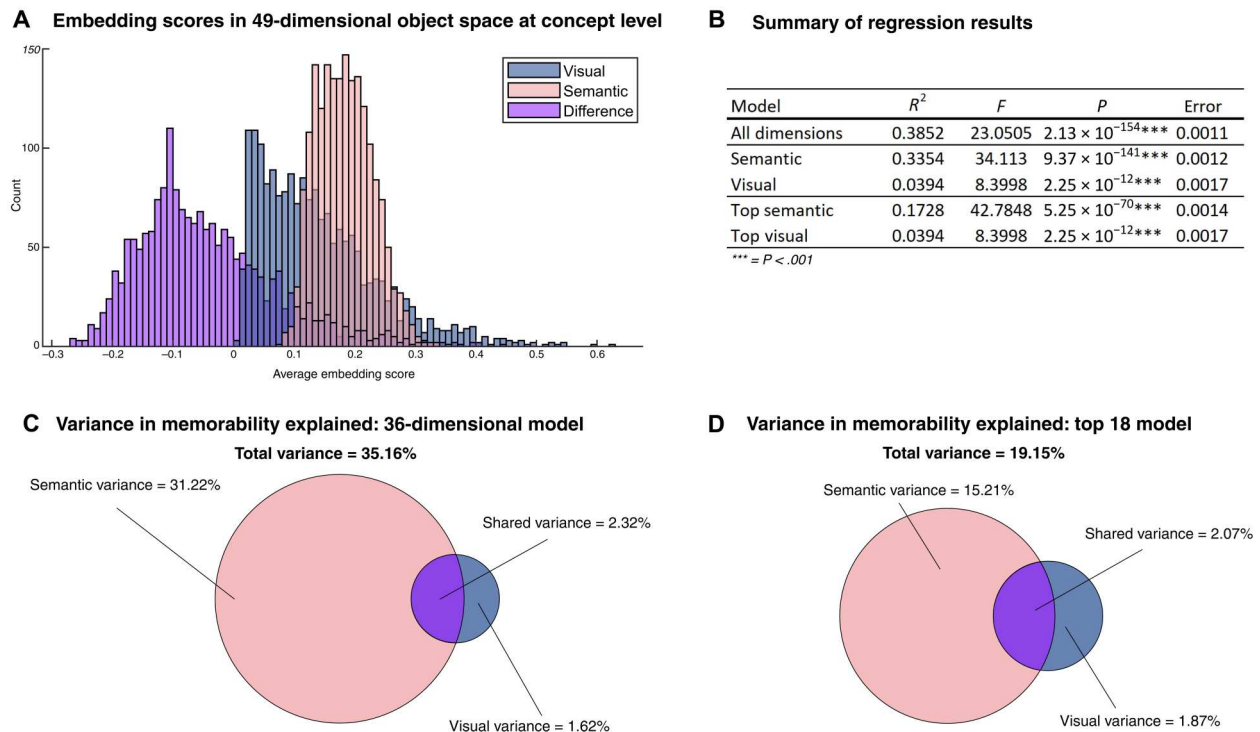 A Embedding scores in 49-dimensional object space at concept level
150
100
50
0
Count
Visual
Semantic
Difference
−0.3 −0.2 −0.1 0 0.1 0.2 0.3 0.4 0.5 0.6
Average embedding score
B Summary of regression results
Model R² F P Error
All dimensions 0.3852 23.0505 2.13 × 10⁻¹⁵⁴*** 0.0011
Semantic 0.3354 34.113 9.37 × 10⁻¹⁴¹*** 0.0012
Visual 0.0394 8.3998 2.25 × 10⁻¹²*** 0.0017
Top semantic 0.1728 42.7848 5.25 × 10⁻⁷⁰*** 0.0014
Top visual 0.0394 8.3998 2.25 × 10⁻¹²*** 0.0017
*** = P < .001
C Variance in memorability explained: 36-dimensional model
Total variance = 35.16%
Semantic variance = 31.22%
Shared variance = 2.32%
Visual variance = 1.62%
D Variance in memorability explained: top 18 model
Total variance = 19.15%
Semantic variance = 15.21%
Shared variance = 2.07%
Visual variance = 1.87%